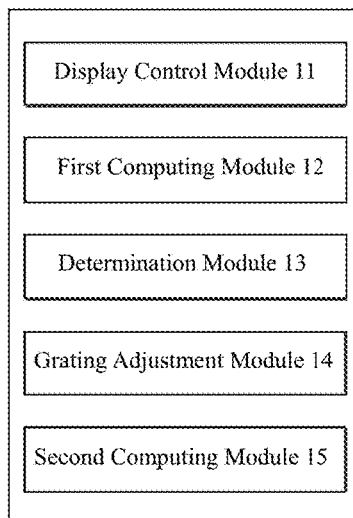 Display Control Module 11
First Computing Module 12
Determination Module 13
Grating Adjustment Module 14
Second Computing Module 15